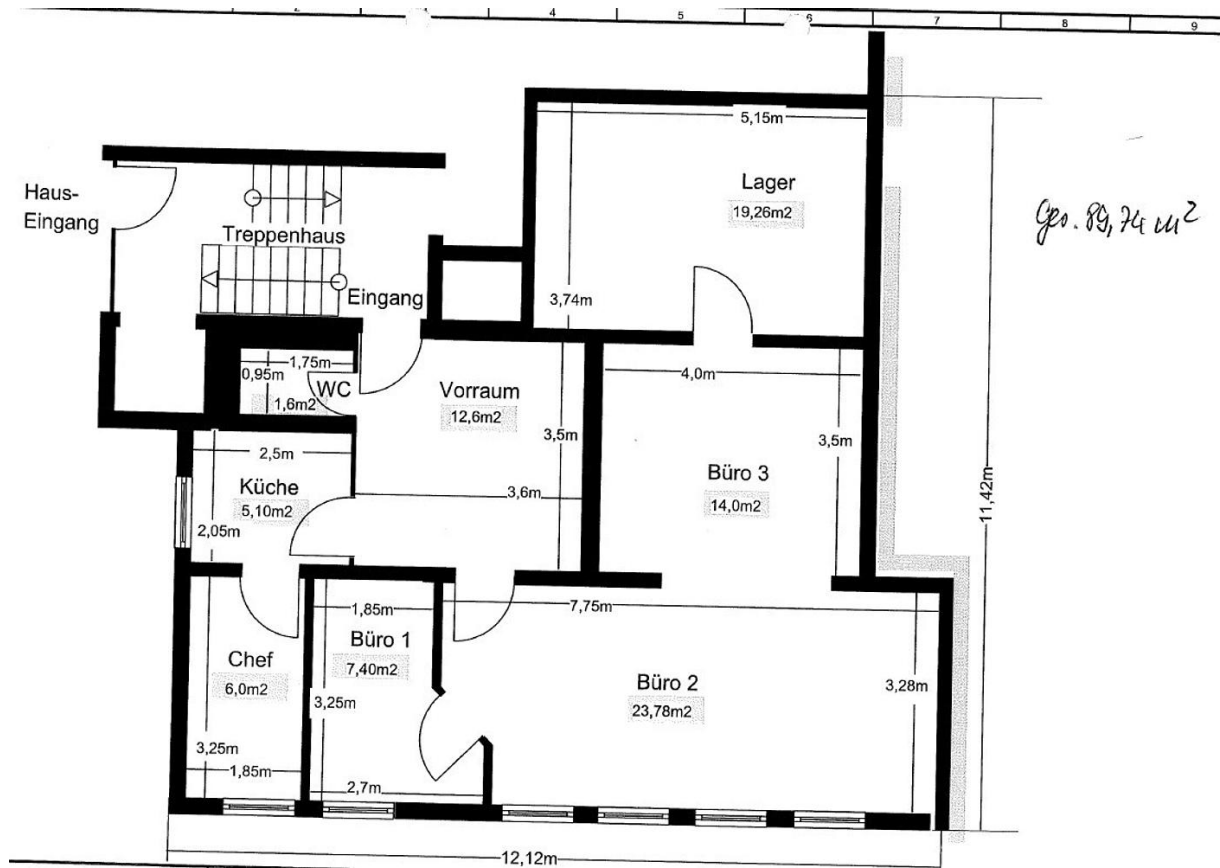 2
4
5
6
7
8
9
5,15m
Haus-
Eingang
Lager
19,26m2
Ges. 89,74 m²
Treppenhaus
Eingang
3,74m
1,75m
0,95m
WC
1,6m2
Vorraum
12,6m2
4,0m
3,5m
3,5m
2,5m
Küche
5,10m2
3,6m
Büro 3
14,0m2
11,42m
2,05m
1,85m
7,75m
Büro 1
7,40m2
Chef
6,0m2
Büro 2
23,78m2
3,28m
3,25m
3,25m
1,85m
2,7m
12,12m